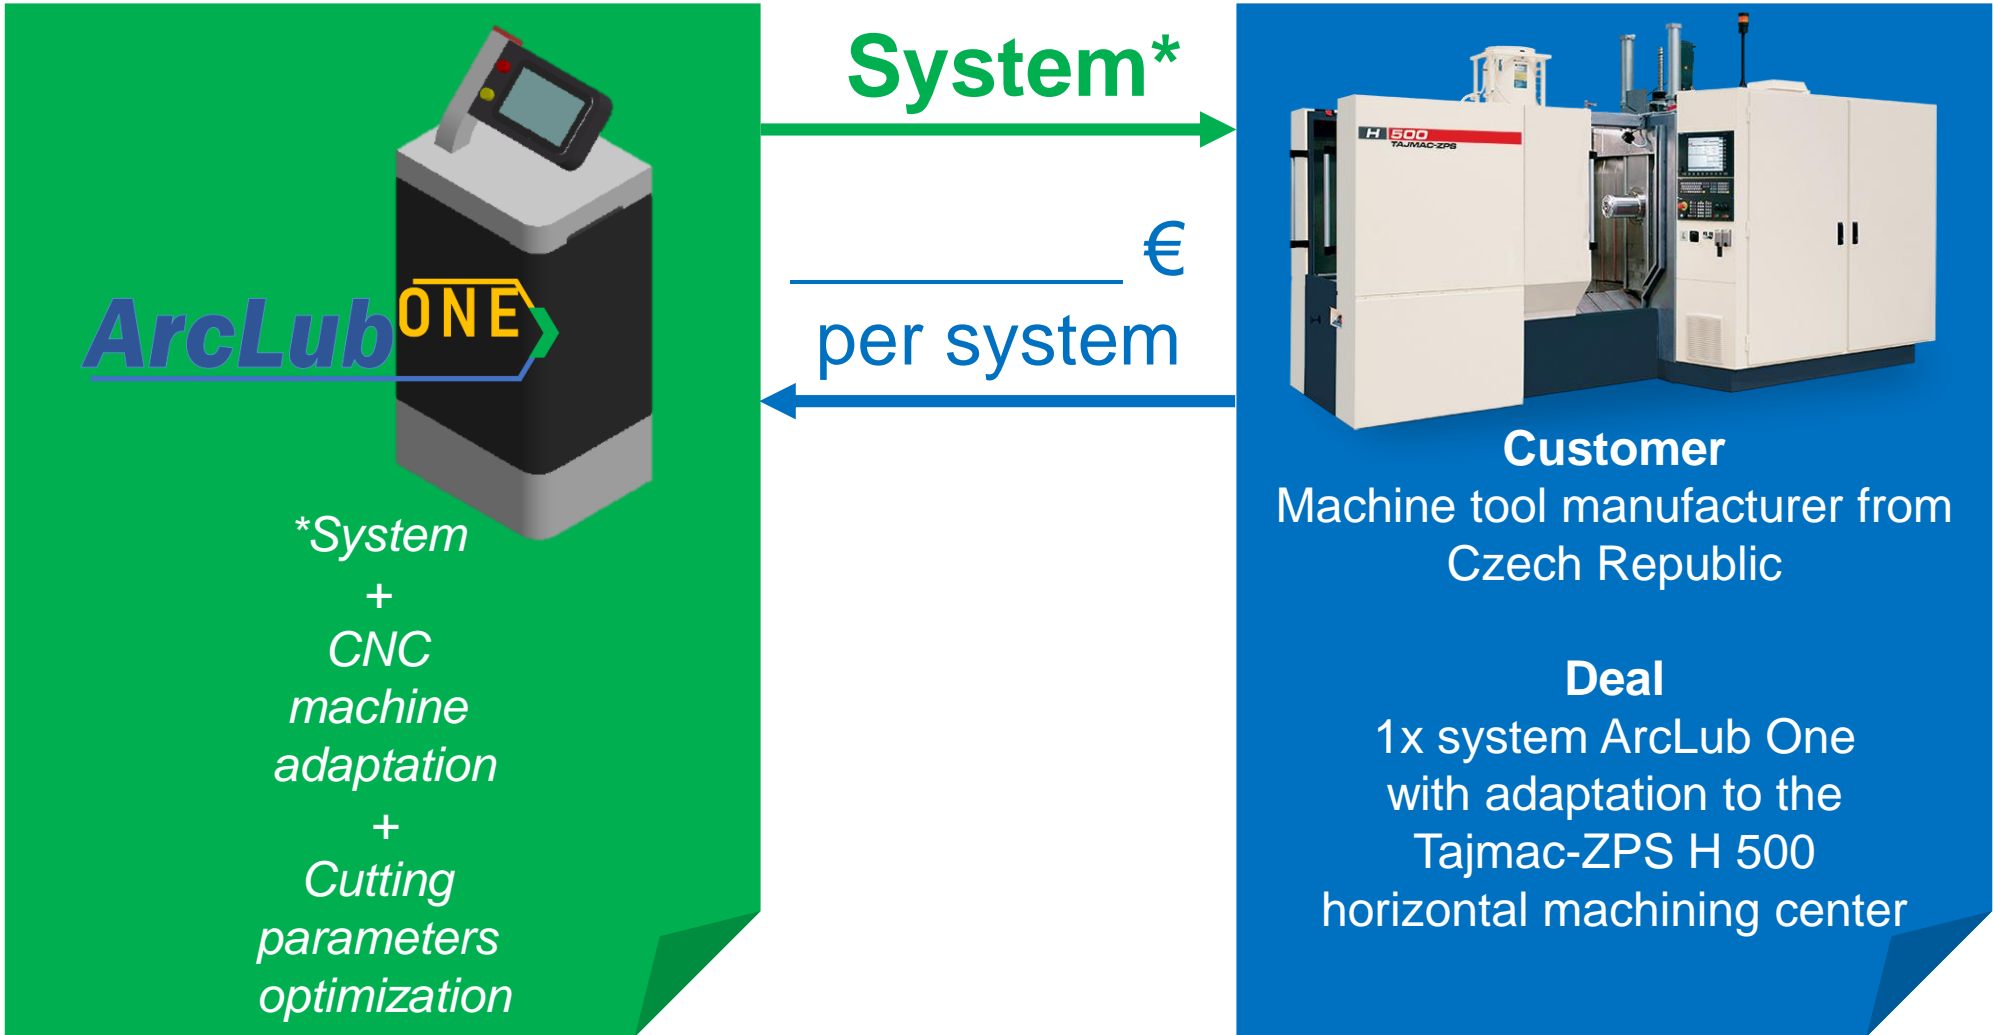 ArcLub ONE
*System
+
CNC
machine
adaptation
+
Cutting
parameters
optimization
System*
__________ €
per system
H 500
TAJMAC-ZPS
Customer
Machine tool manufacturer from
Czech Republic
Deal
1x system ArcLub One
with adaptation to the
Tajmac-ZPS H 500
horizontal machining center